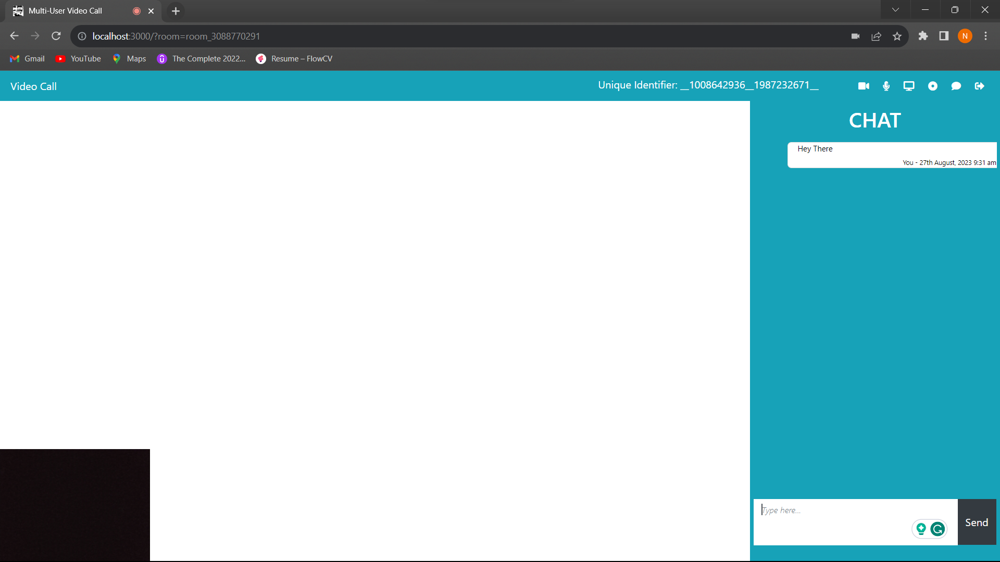 Multi-User Video Call
localhost:3000/?room=room_3088770291
N
Gmail
YouTube
Maps
The Complete 2022...
Resume – FlowCV
Video Call
Unique Identifier: __1008642936__1987232671__
CHAT
Hey There
You - 27th August, 2023 9:31 am
Type here...
Send